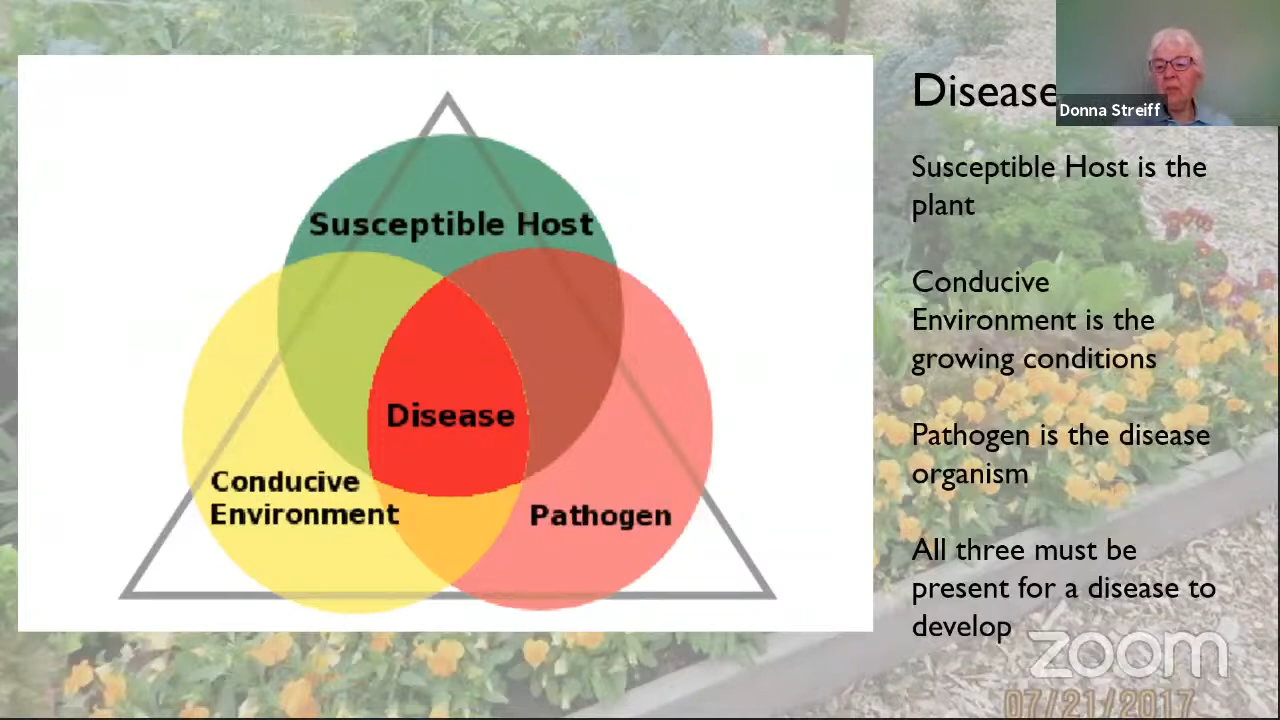 Susceptible Host
Disease
Conducive
Environment
Pathogen
Disease
Donna Streiff
Susceptible Host is the
plant
Conducive
Environment is the
growing conditions
Pathogen is the disease
organism
All three must be
present for a disease to
develop
zoom
07/21/2017